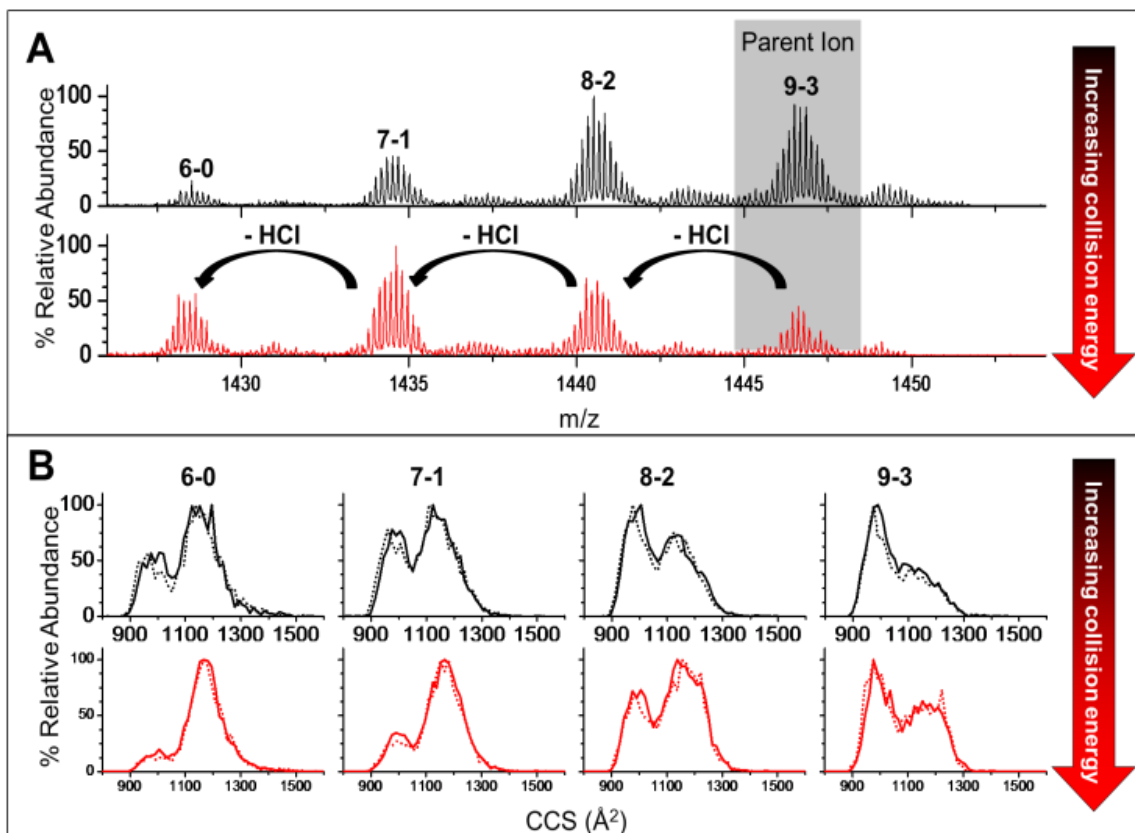 A
Parent Ion
% Relative Abundance
100
50
0
6-0
7-1
8-2
9-3
- HCl
- HCl
- HCl
100
50
0
1430
1435
1440
1445
1450
m/z
Increasing collision energy
B
% Relative Abundance
6-0
7-1
8-2
9-3
100
50
0
900 1100 1300 1500
900 1100 1300 1500
900 1100 1300 1500
900 1100 1300 1500
100
50
0
900 1100 1300 1500
900 1100 1300 1500
900 1100 1300 1500
900 1100 1300 1500
CCS (Å²)
Increasing collision energy